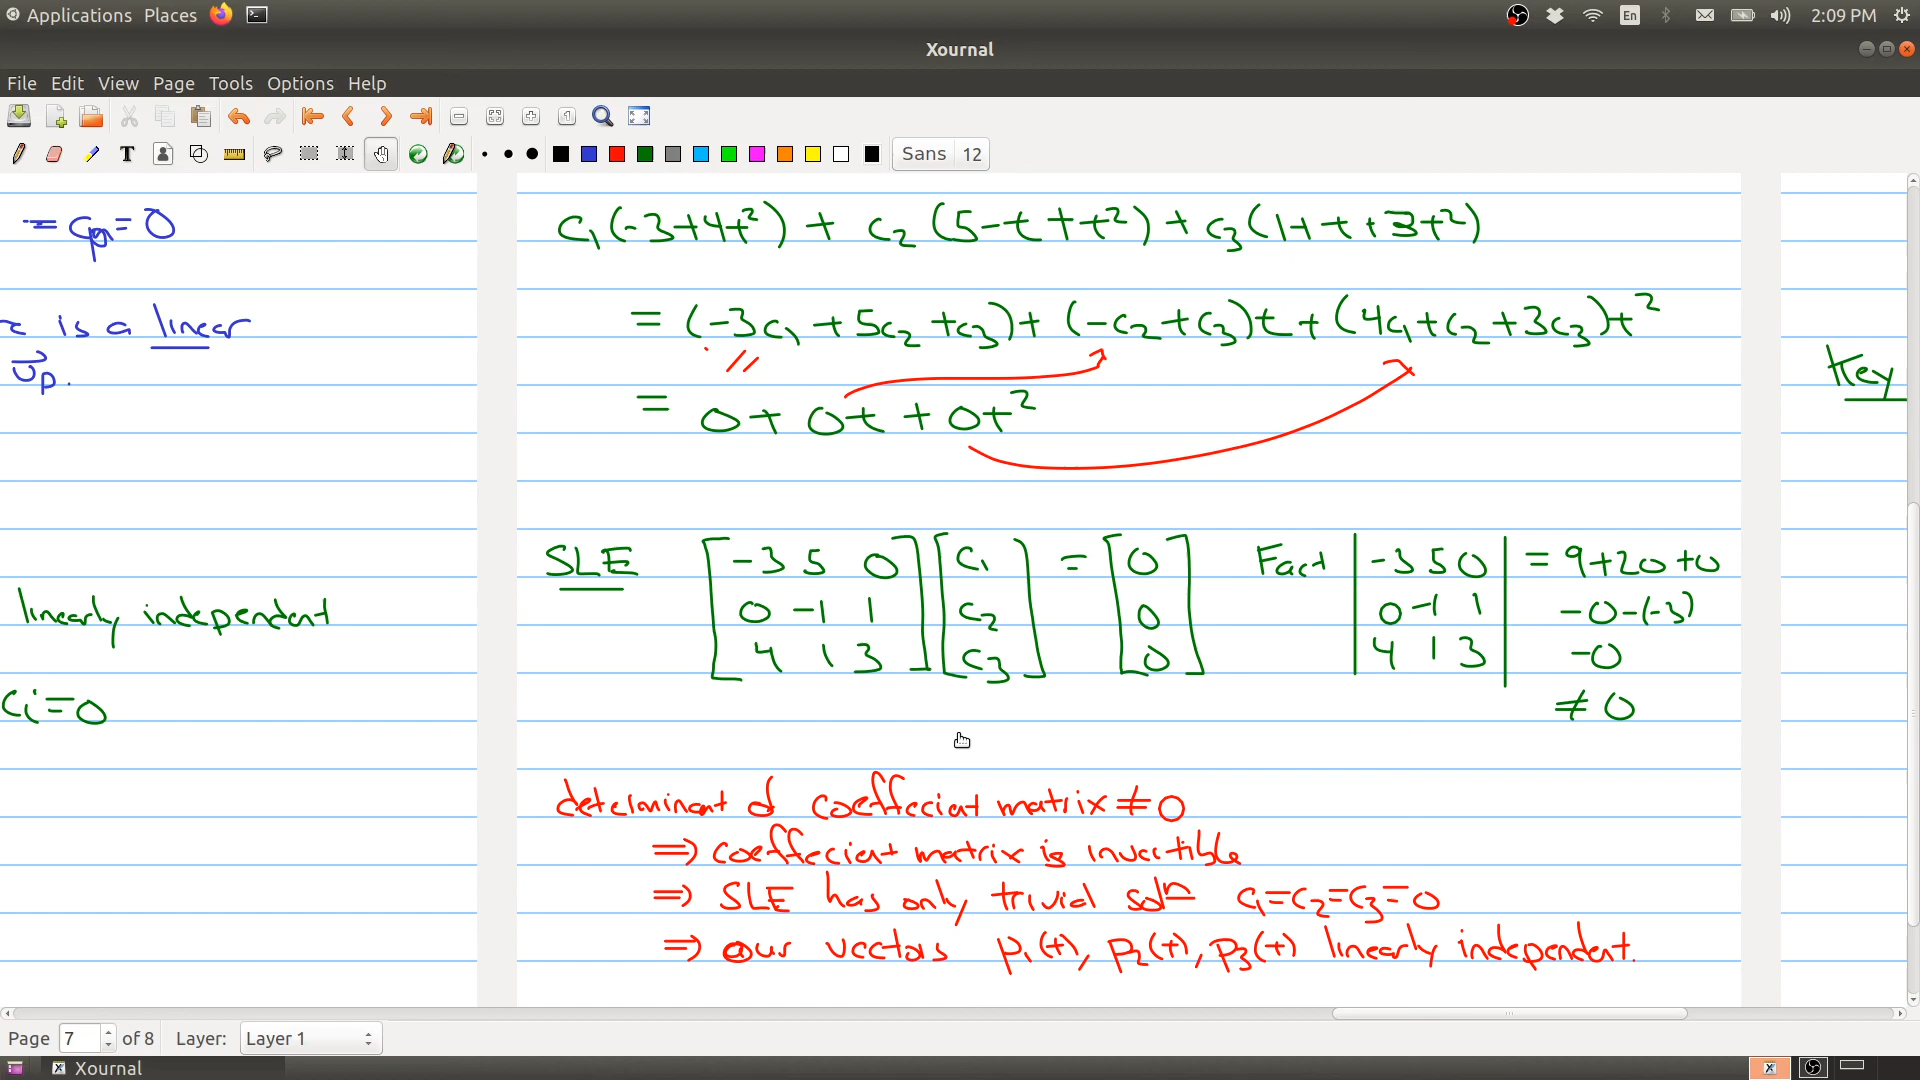 Applications Places En 2:09 PM
Xournal
File Edit View Page Tools Options Help
T Sans 12
= cₚ = 0
is a linear
v⃗ₚ.
linearly independent
ci = 0
c₁(-3+4t²) + c₂(5-t+t²) + c₃(1+t+3t²)
= (-3c₁+5c₂+c₃)+(-c₂+c₃)t+(4c₁+c₂+3c₃)t²
= 0+0t+0t²
SLE [-3 5 0] [c₁] = [0] Fact |-3 5 0| = 9+20+0
[0 -1 1] [c₂] [0] |0 -1 1| -0-(-3)
[4 1 3] [c₃] [0] |4 1 3| -0
≠ 0
determinant of coeffecient matrix ≠ 0
⇒ coeffecient matrix is invertible
⇒ SLE has only trivial solⁿ c₁=c₂=c₃=0
⇒ our vectors p₁(t), p₂(t), p₃(t) linearly independent.
Key
Page 7 of 8 Layer: Layer 1
Xournal